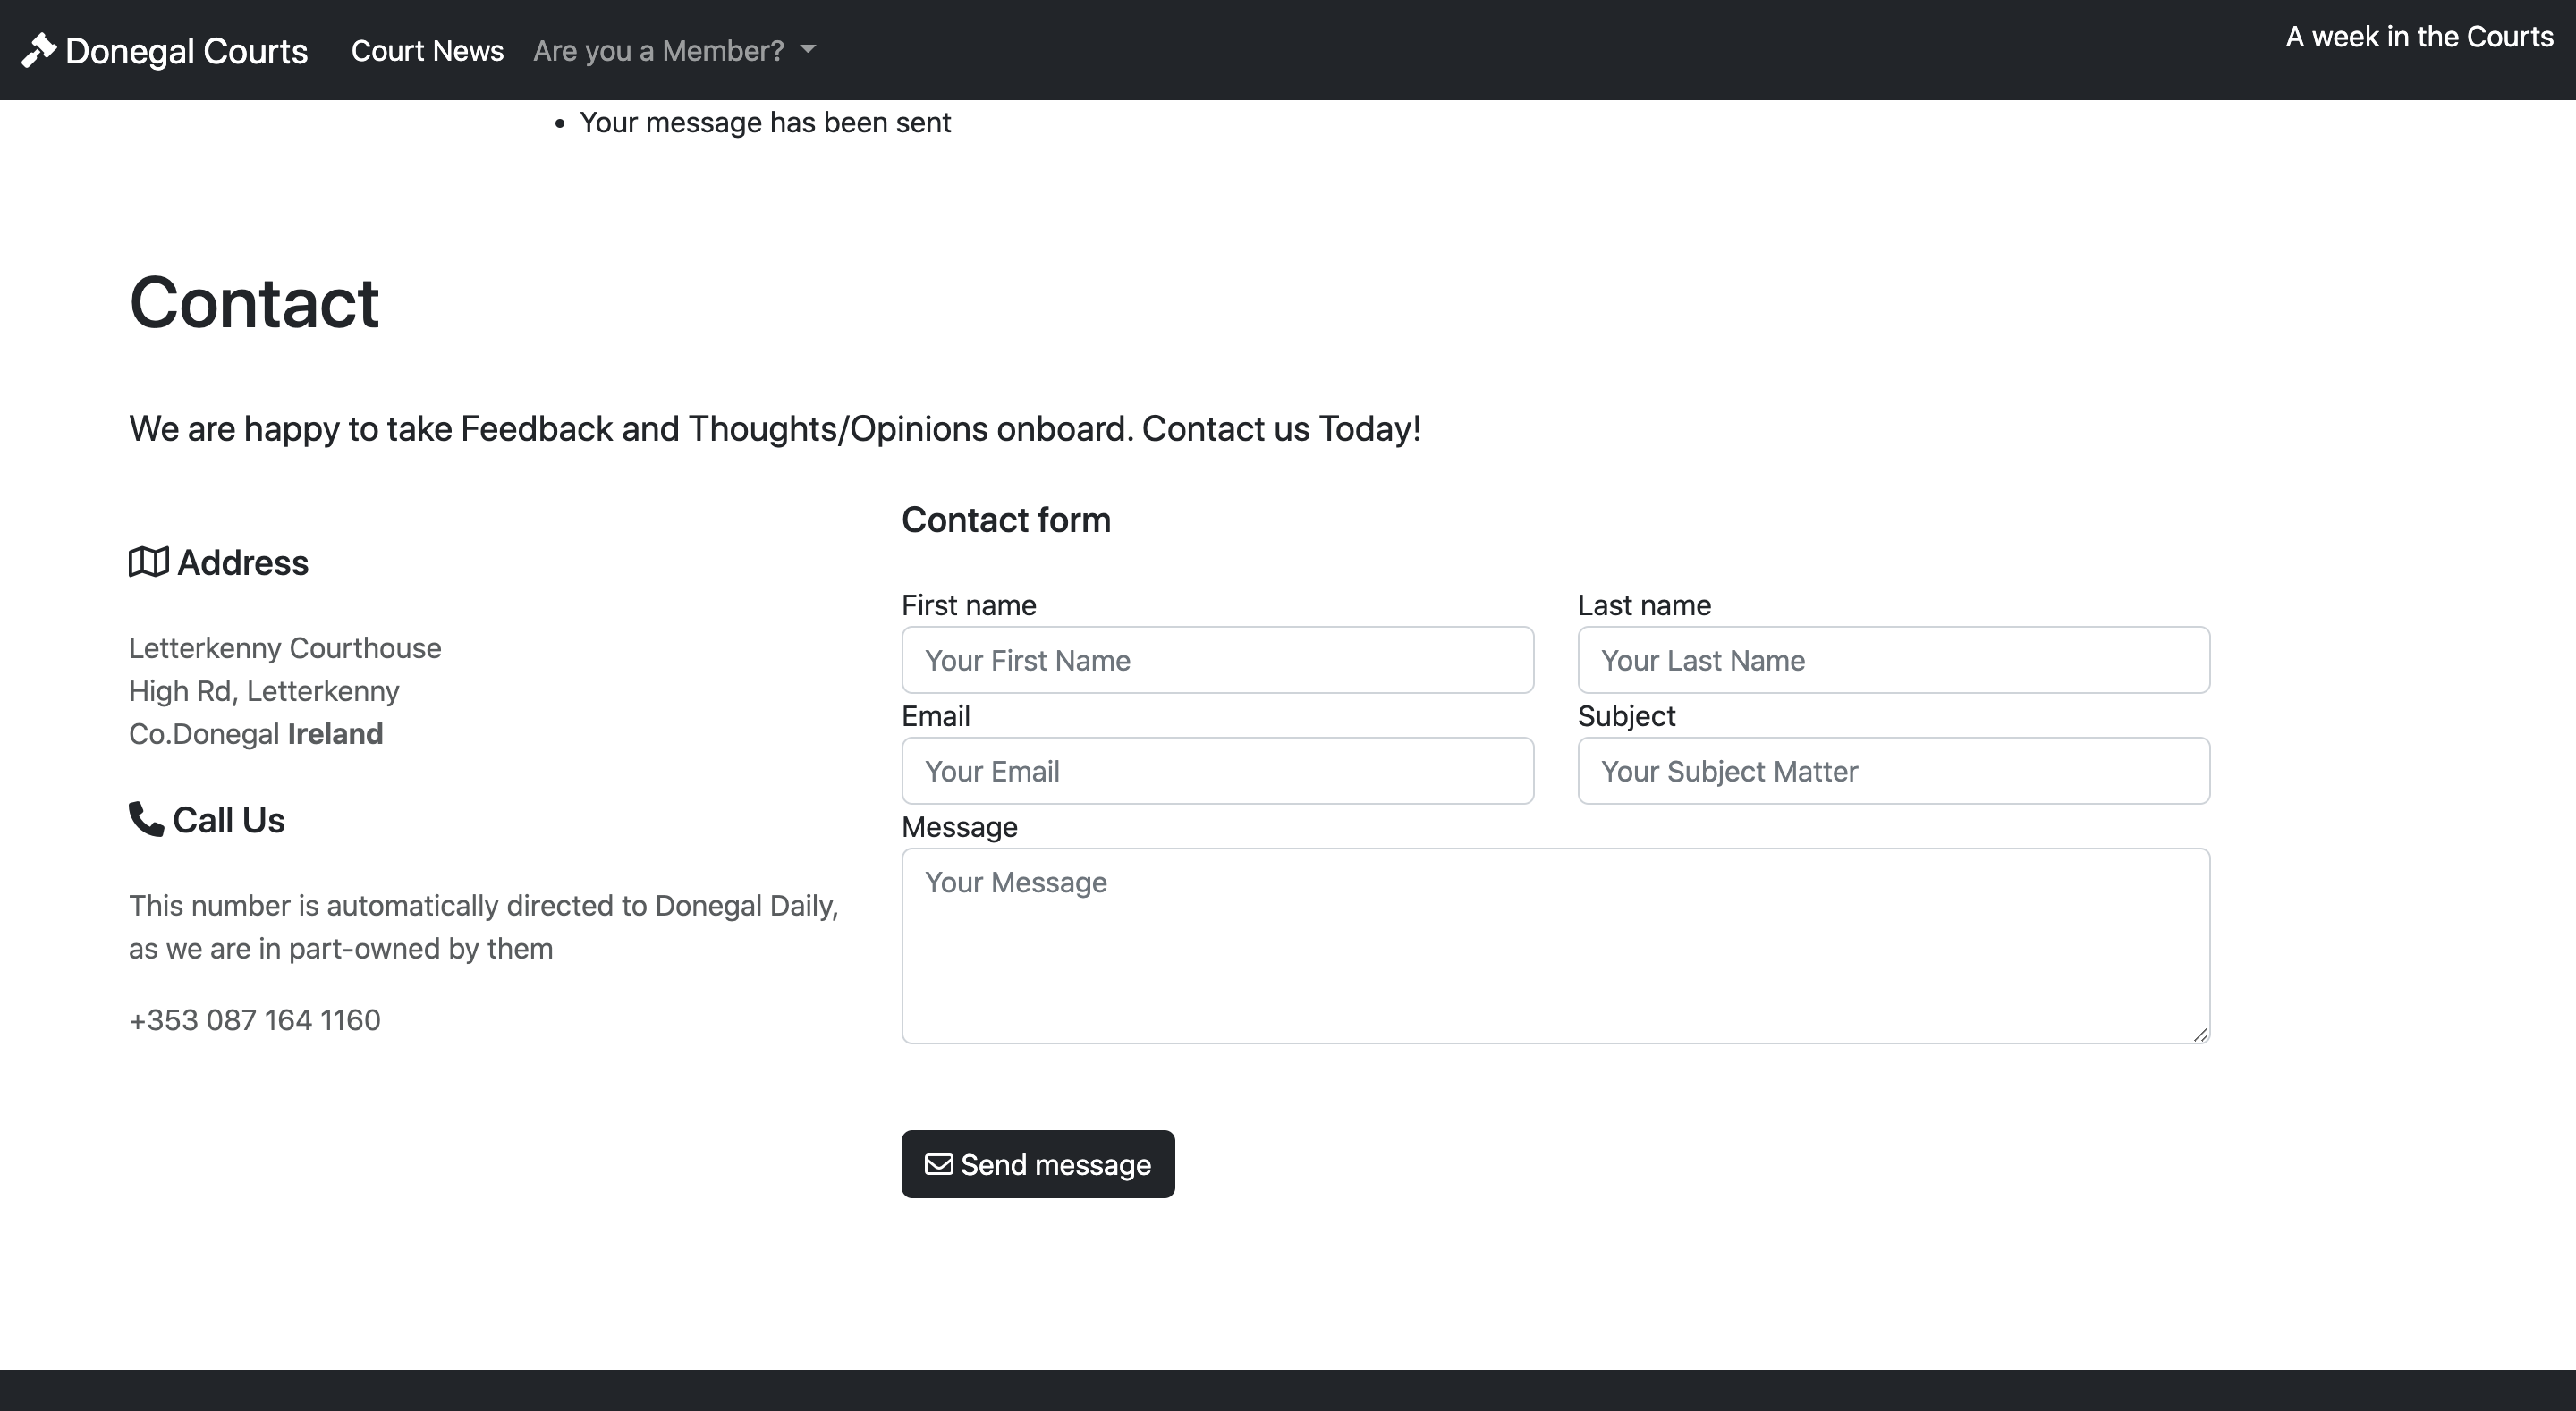 Donegal Courts Court News Are you a Member? A week in the Courts
Your message has been sent
Contact
We are happy to take Feedback and Thoughts/Opinions onboard. Contact us Today!
Address
Letterkenny Courthouse
High Rd, Letterkenny
Co.Donegal Ireland
Call Us
This number is automatically directed to Donegal Daily,
as we are in part-owned by them
+353 087 164 1160
Contact form
First name Last name
Your First Name Your Last Name
Email Subject
Your Email Your Subject Matter
Message
Your Message
Send message